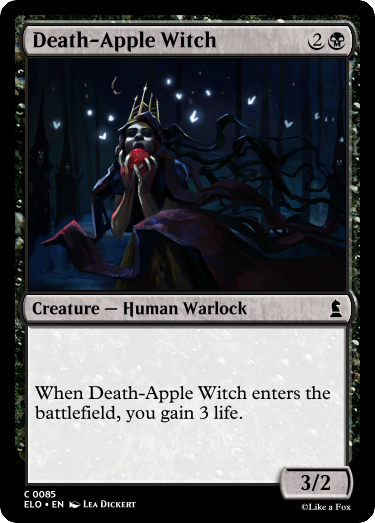 Death-Apple Witch 2
Creature — Human Warlock
When Death-Apple Witch enters the
battlefield, you gain 3 life.
3/2
C 0085
ELO • EN Lea Dickert
©Like a Fox